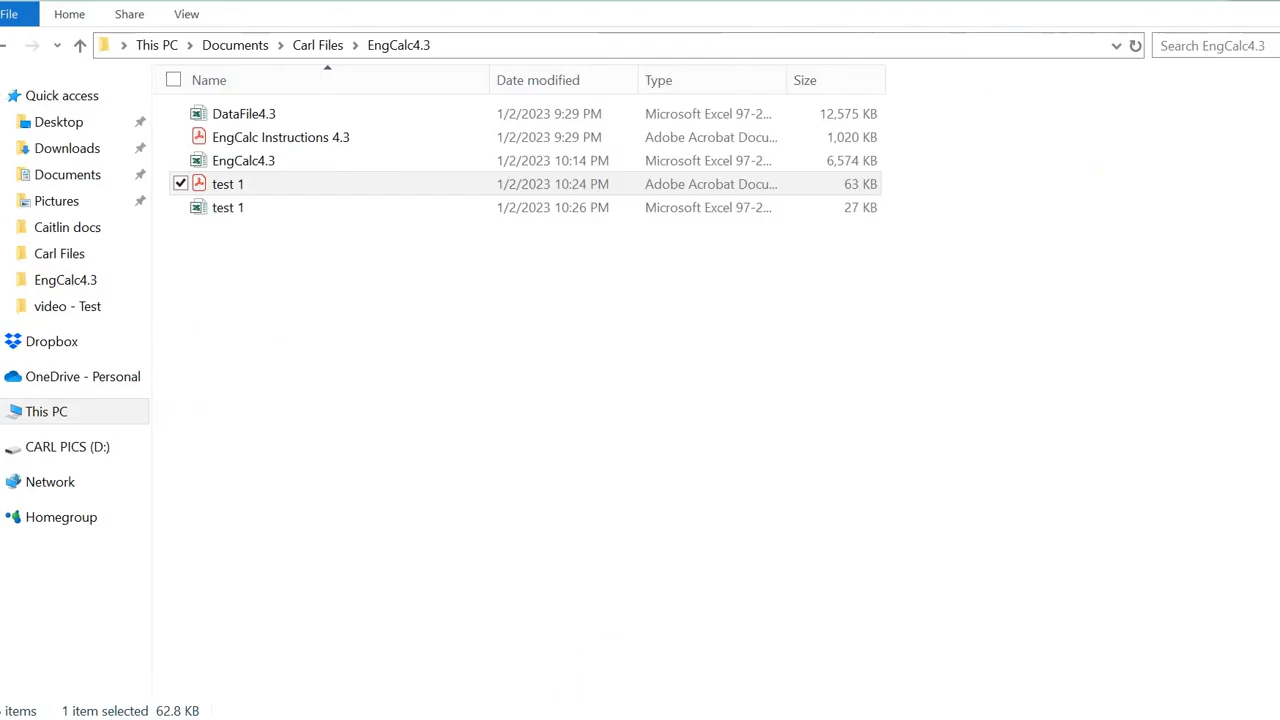 File Home Share View
This PC Documents Carl Files EngCalc4.3 Search EngCalc4.3
Name Date modified Type Size
Quick access
Desktop
Downloads
Documents
Pictures
Caitlin docs
Carl Files
EngCalc4.3
video - Test
Dropbox
OneDrive - Personal
This PC
CARL PICS (D:)
Network
Homegroup
DataFile4.3 1/2/2023 9:29 PM Microsoft Excel 97-2... 12,575 KB
EngCalc Instructions 4.3 1/2/2023 9:29 PM Adobe Acrobat Docu... 1,020 KB
EngCalc4.3 1/2/2023 10:14 PM Microsoft Excel 97-2... 6,574 KB
test 1 1/2/2023 10:24 PM Adobe Acrobat Docu... 63 KB
test 1 1/2/2023 10:26 PM Microsoft Excel 97-2... 27 KB
items 1 item selected 62.8 KB